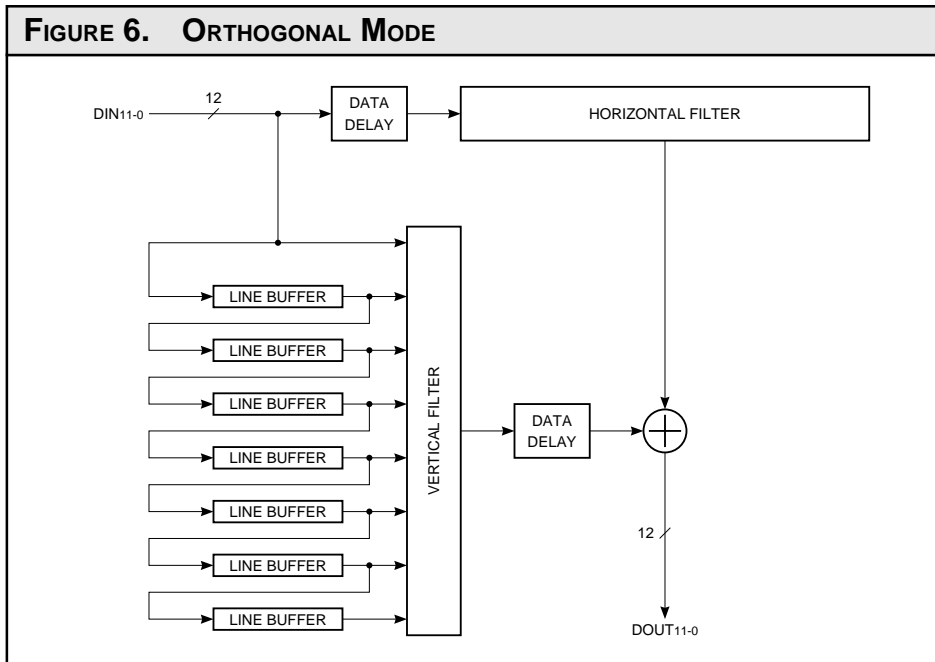 FIGURE 6. ORTHOGONAL MODE
12
DIN11-0
DATA
DELAY
HORIZONTAL FILTER
LINE BUFFER
LINE BUFFER
LINE BUFFER
LINE BUFFER
LINE BUFFER
LINE BUFFER
LINE BUFFER
VERTICAL FILTER
DATA
DELAY
12
DOUT11-0